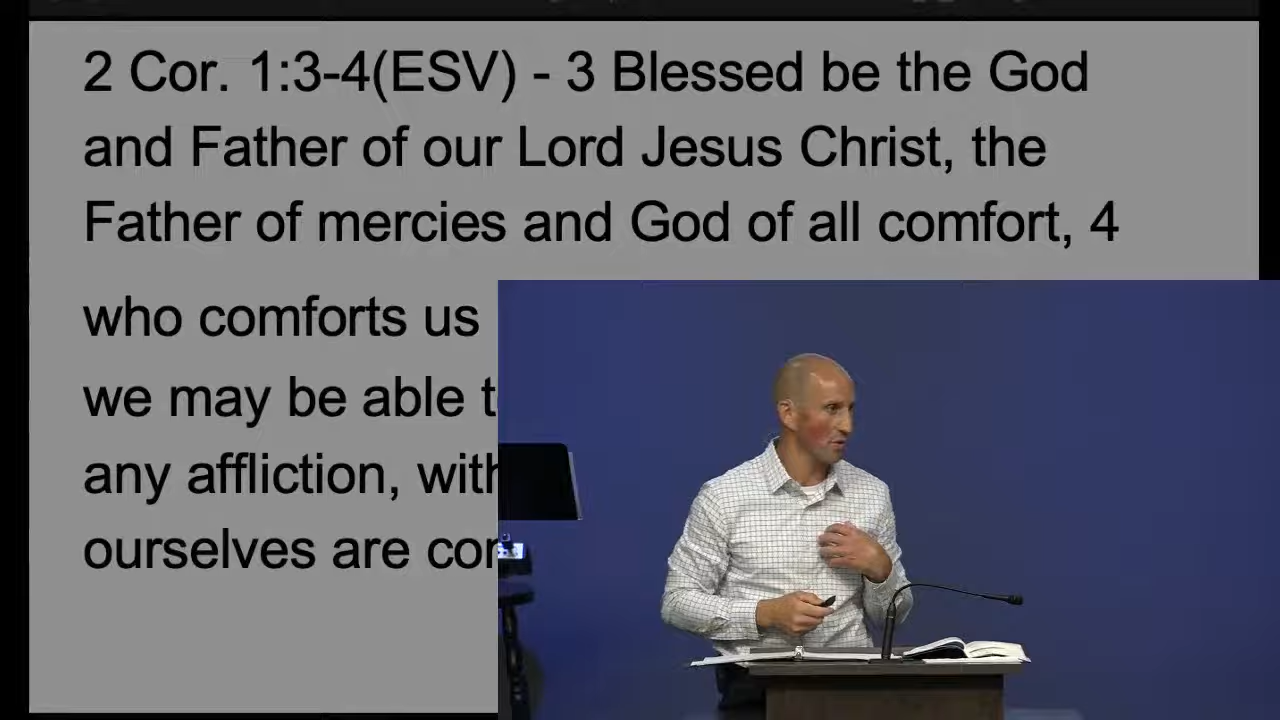 2 Cor. 1:3-4(ESV) - 3 Blessed be the God
and Father of our Lord Jesus Christ, the
Father of mercies and God of all comfort, 4
who comforts us
we may be able
any affliction,
ourselves are